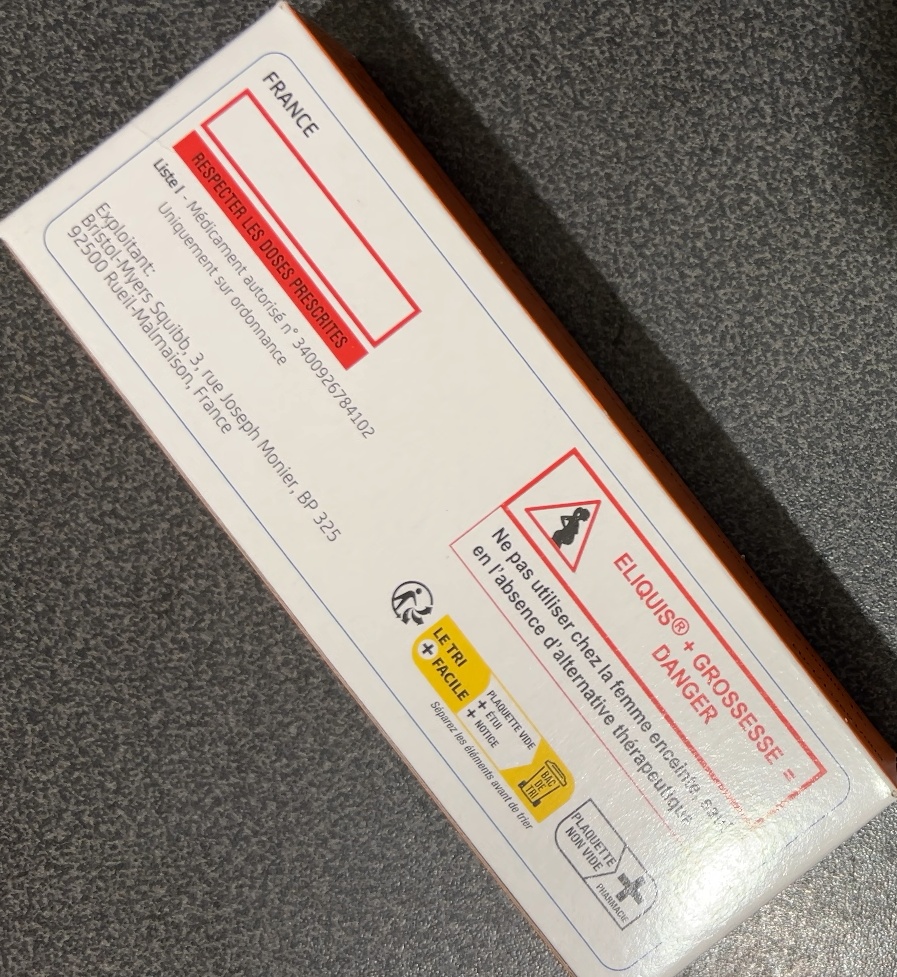 FRANCE
RESPECTER LES DOSES PRESCRITES
Liste I - Médicament autorisé n° 3400926784102
Uniquement sur ordonnance
Exploitant:
Bristol-Myers Squibb, 3, rue Joseph Monier, BP 325
92500 Rueil-Malmaison, France
ELIQUIS® + GROSSESSE =
DANGER
Ne pas utiliser chez la femme enceinte, sauf
en l'absence d'alternative thérapeutique
LE TRI
+ FACILE
PLAQUETTE VIDE
+ ÉTUI
+ NOTICE
BAC
DE
TRI
Séparez les éléments avant de trier
PLAQUETTE
NON VIDE
PHARMACIE